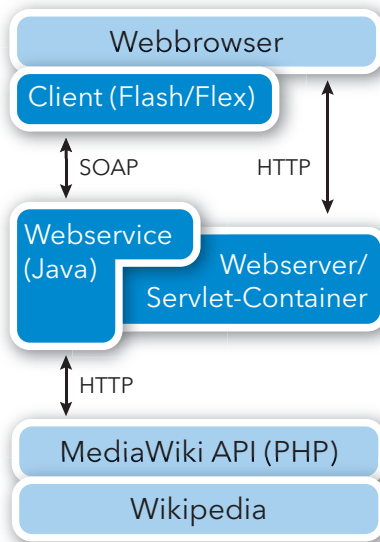 Webbrowser
Client (Flash/Flex)
SOAP
HTTP
Webservice
(Java)
Webserver/
Servlet-Container
HTTP
MediaWiki API (PHP)
Wikipedia